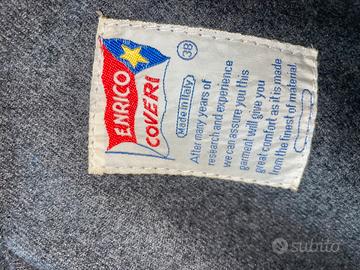 ENRICO
COVERI
38
Made in Italy
After many years of
research and experience
we can assure you this
garment will give you
great comfort as it is made
from the finest of material.
subito